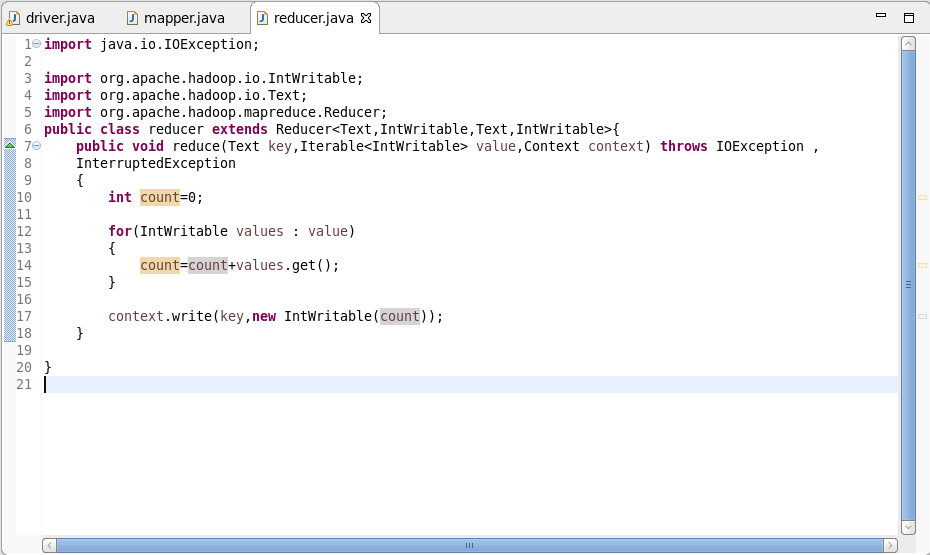 driver.java mapper.java reducer.java
1 import java.io.IOException;
2
3 import org.apache.hadoop.io.IntWritable;
4 import org.apache.hadoop.io.Text;
5 import org.apache.hadoop.mapreduce.Reducer;
6 public class reducer extends Reducer<Text,IntWritable,Text,IntWritable>{
7     public void reduce(Text key,Iterable<IntWritable> value,Context context) throws IOException ,
8     InterruptedException
9     {
10         int count=0;
11
12         for(IntWritable values : value)
13         {
14             count=count+values.get();
15         }
16
17         context.write(key,new IntWritable(count));
18     }
19
20 }
21